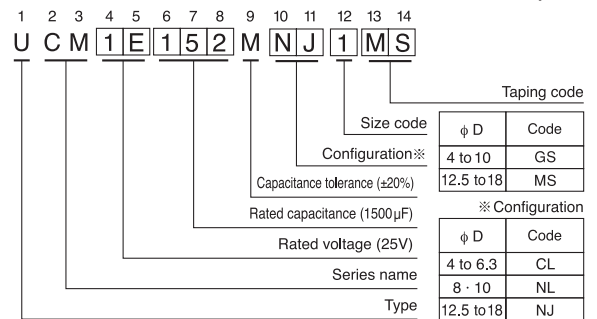 1 2 3 4 5 6 7 8 9 10 11 12 13 14
U C M 1 E 1 5 2 M N J 1 M S
Taping code
φ D Code
4 to 10 GS
12.5 to18 MS
Size code
Configuration※
Capacitance tolerance (±20%)
Rated capacitance (1500µF)
Rated voltage (25V)
Series name
Type
※Configuration
φ D Code
4 to 6.3 CL
8 · 10 NL
12.5 to18 NJ